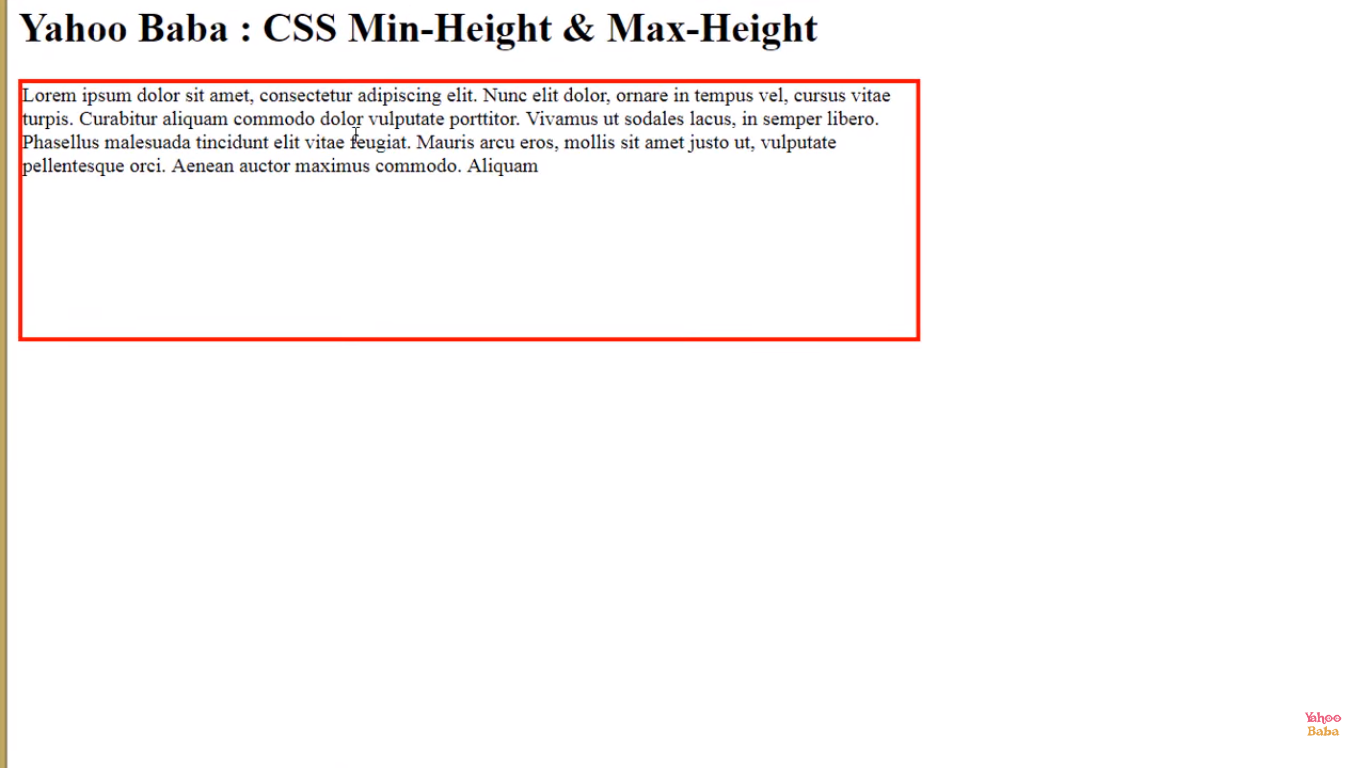 Yahoo Baba : CSS Min-Height & Max-Height
Lorem ipsum dolor sit amet, consectetur adipiscing elit. Nunc elit dolor, ornare in tempus vel, cursus vitae
turpis. Curabitur aliquam commodo dolor vulputate porttitor. Vivamus ut sodales lacus, in semper libero.
Phasellus malesuada tincidunt elit vitae feugiat. Mauris arcu eros, mollis sit amet justo ut, vulputate
pellentesque orci. Aenean auctor maximus commodo. Aliquam
Yahoo
Baba